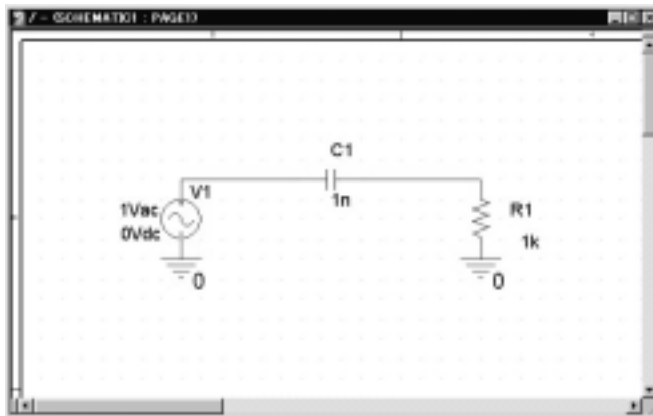 / - (SCHEMATIC1 : PAGE1)
C1
V1
1n
1Vac
0Vdc
R1
1k
0
0